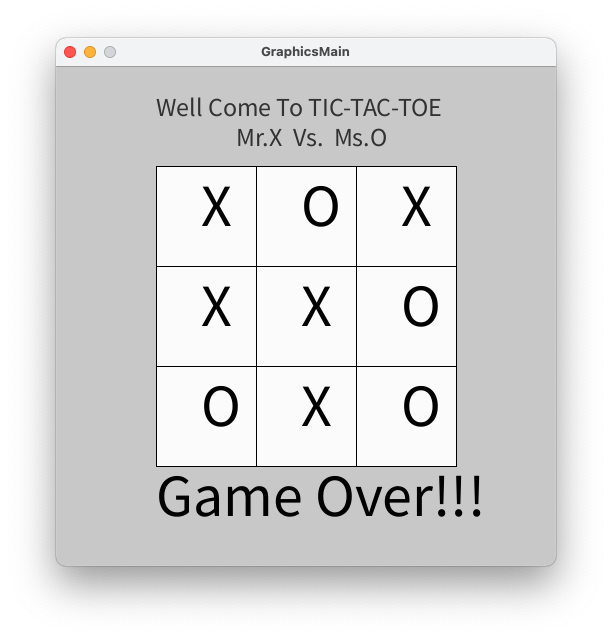 GraphicsMain
Well Come To TIC-TAC-TOE
Mr.X Vs. Ms.O
X O X
X X O
O X O
Game Over!!!